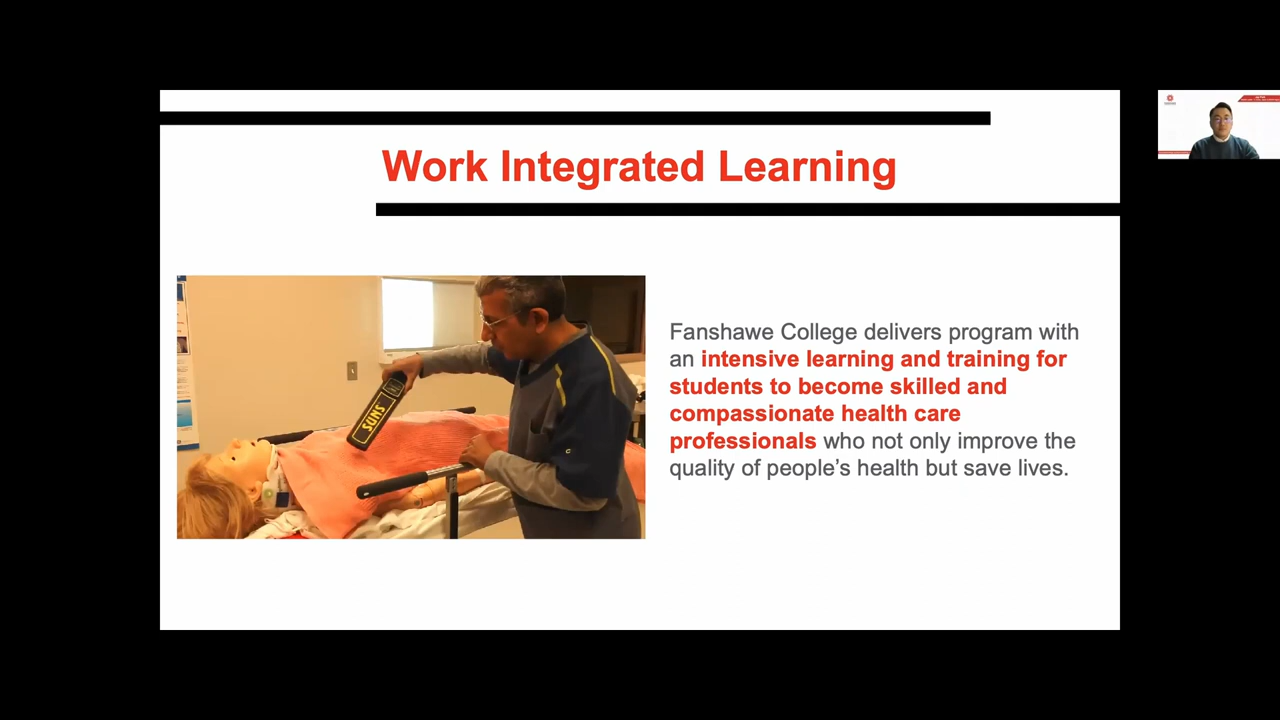 Work Integrated Learning
Fanshawe College delivers program with
an intensive learning and training for
students to become skilled and
compassionate health care
professionals who not only improve the
quality of people’s health but save lives.
SUNS